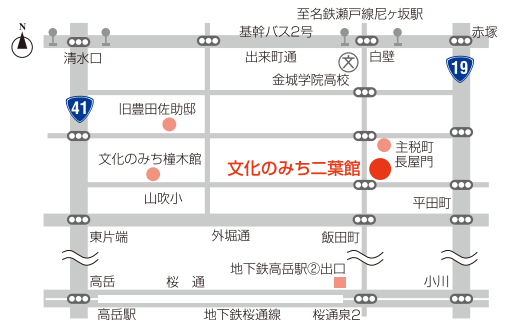 至名鉄瀬戸線尼ヶ坂駅
N
基幹バス2号
赤塚
清水口
出来町通
文
白壁
19
金城学院高校
41
旧豊田佐助邸
主税町
長屋門
文化のみち橦木館
文化のみち二葉館
山吹小
平田町
東片端
外堀通
飯田町
地下鉄高岳駅②出口
高岳
桜通
小川
高岳駅
地下鉄桜通線
桜通泉2